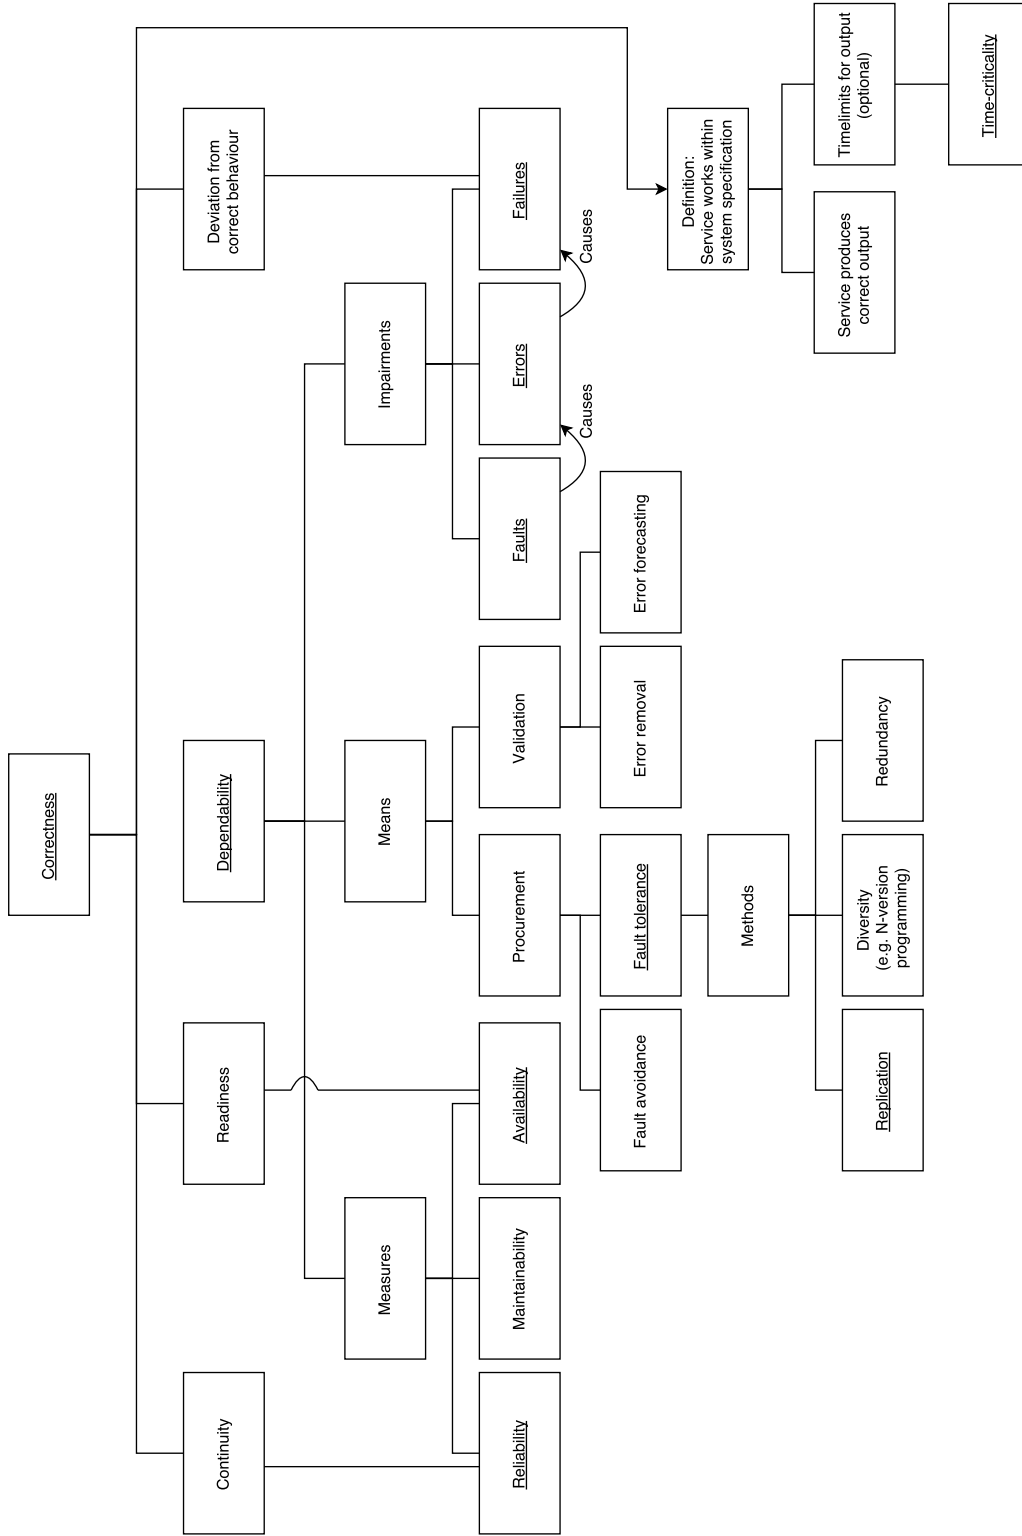 Correctness
Continuity
Readiness
Dependability
Deviation from
correct behaviour
Measures
Means
Impairments
Reliability
Maintainability
Availability
Procurement
Validation
Faults
Errors
Failures
Causes
Causes
Fault avoidance
Fault tolerance
Error removal
Error forecasting
Definition:
Service works within
system specification
Methods
Service produces
correct output
Timelimits for output
(optional)
Replication
Diversity
(e.g. N-version
programming)
Redundancy
Time-criticality